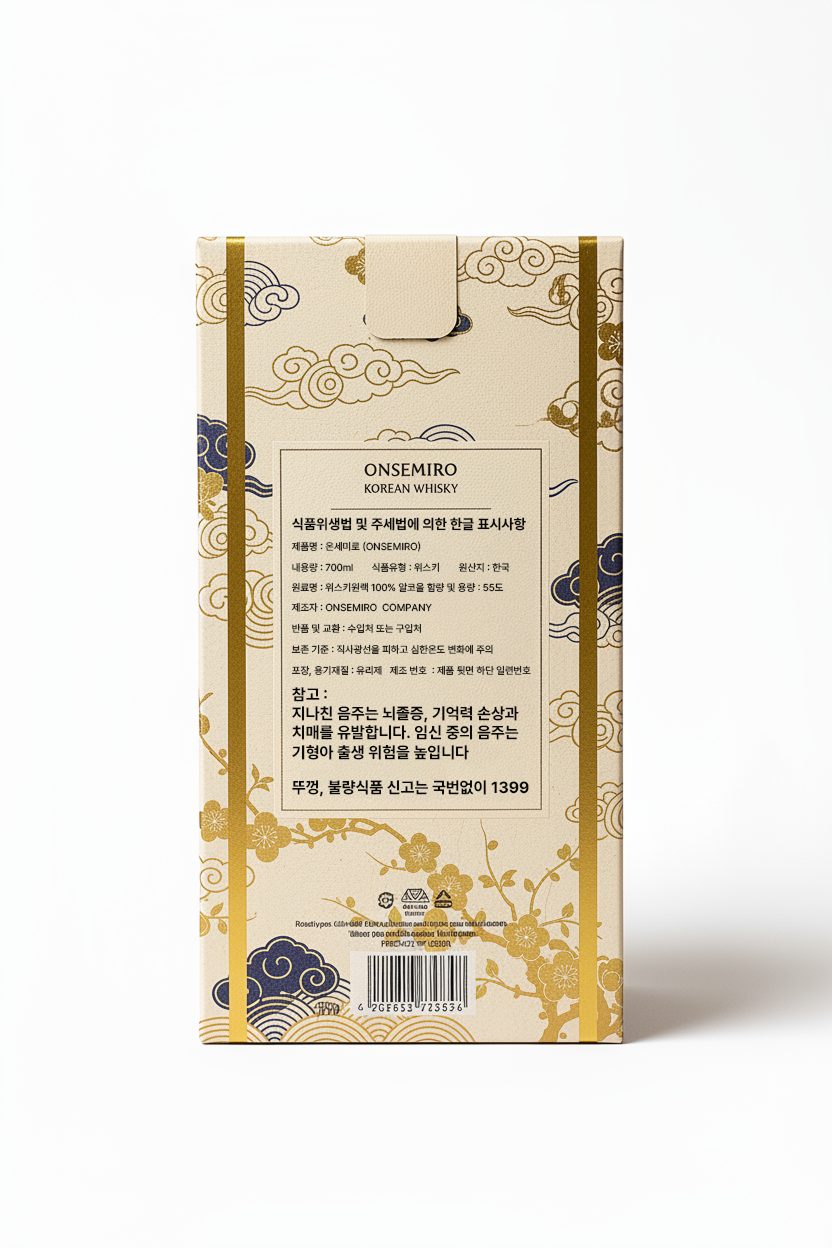 ONSEMIRO
KOREAN WHISKY
식품위생법 및 주세법에 의한 한글 표시사항
제품명 : 온세미로 (ONSEMIRO)
내용량 : 700ml 식품유형 : 위스키 원산지 : 한국
원료명 : 위스키원액 100% 알코올 함량 및 용량 : 55도
제조자 : ONSEMIRO COMPANY
반품 및 교환 : 수입처 또는 구입처
보존 기준 : 직사광선을 피하고 심한온도 변화에 주의
포장, 용기재질 : 유리제 제조 번호 : 제품 뒷면 하단 일련번호
참고 :
지나친 음주는 뇌졸증, 기억력 손상과
치매를 유발합니다. 임신 중의 음주는
기형아 출생 위험을 높입니다
뚜껑, 불량식품 신고는 국번없이 1399